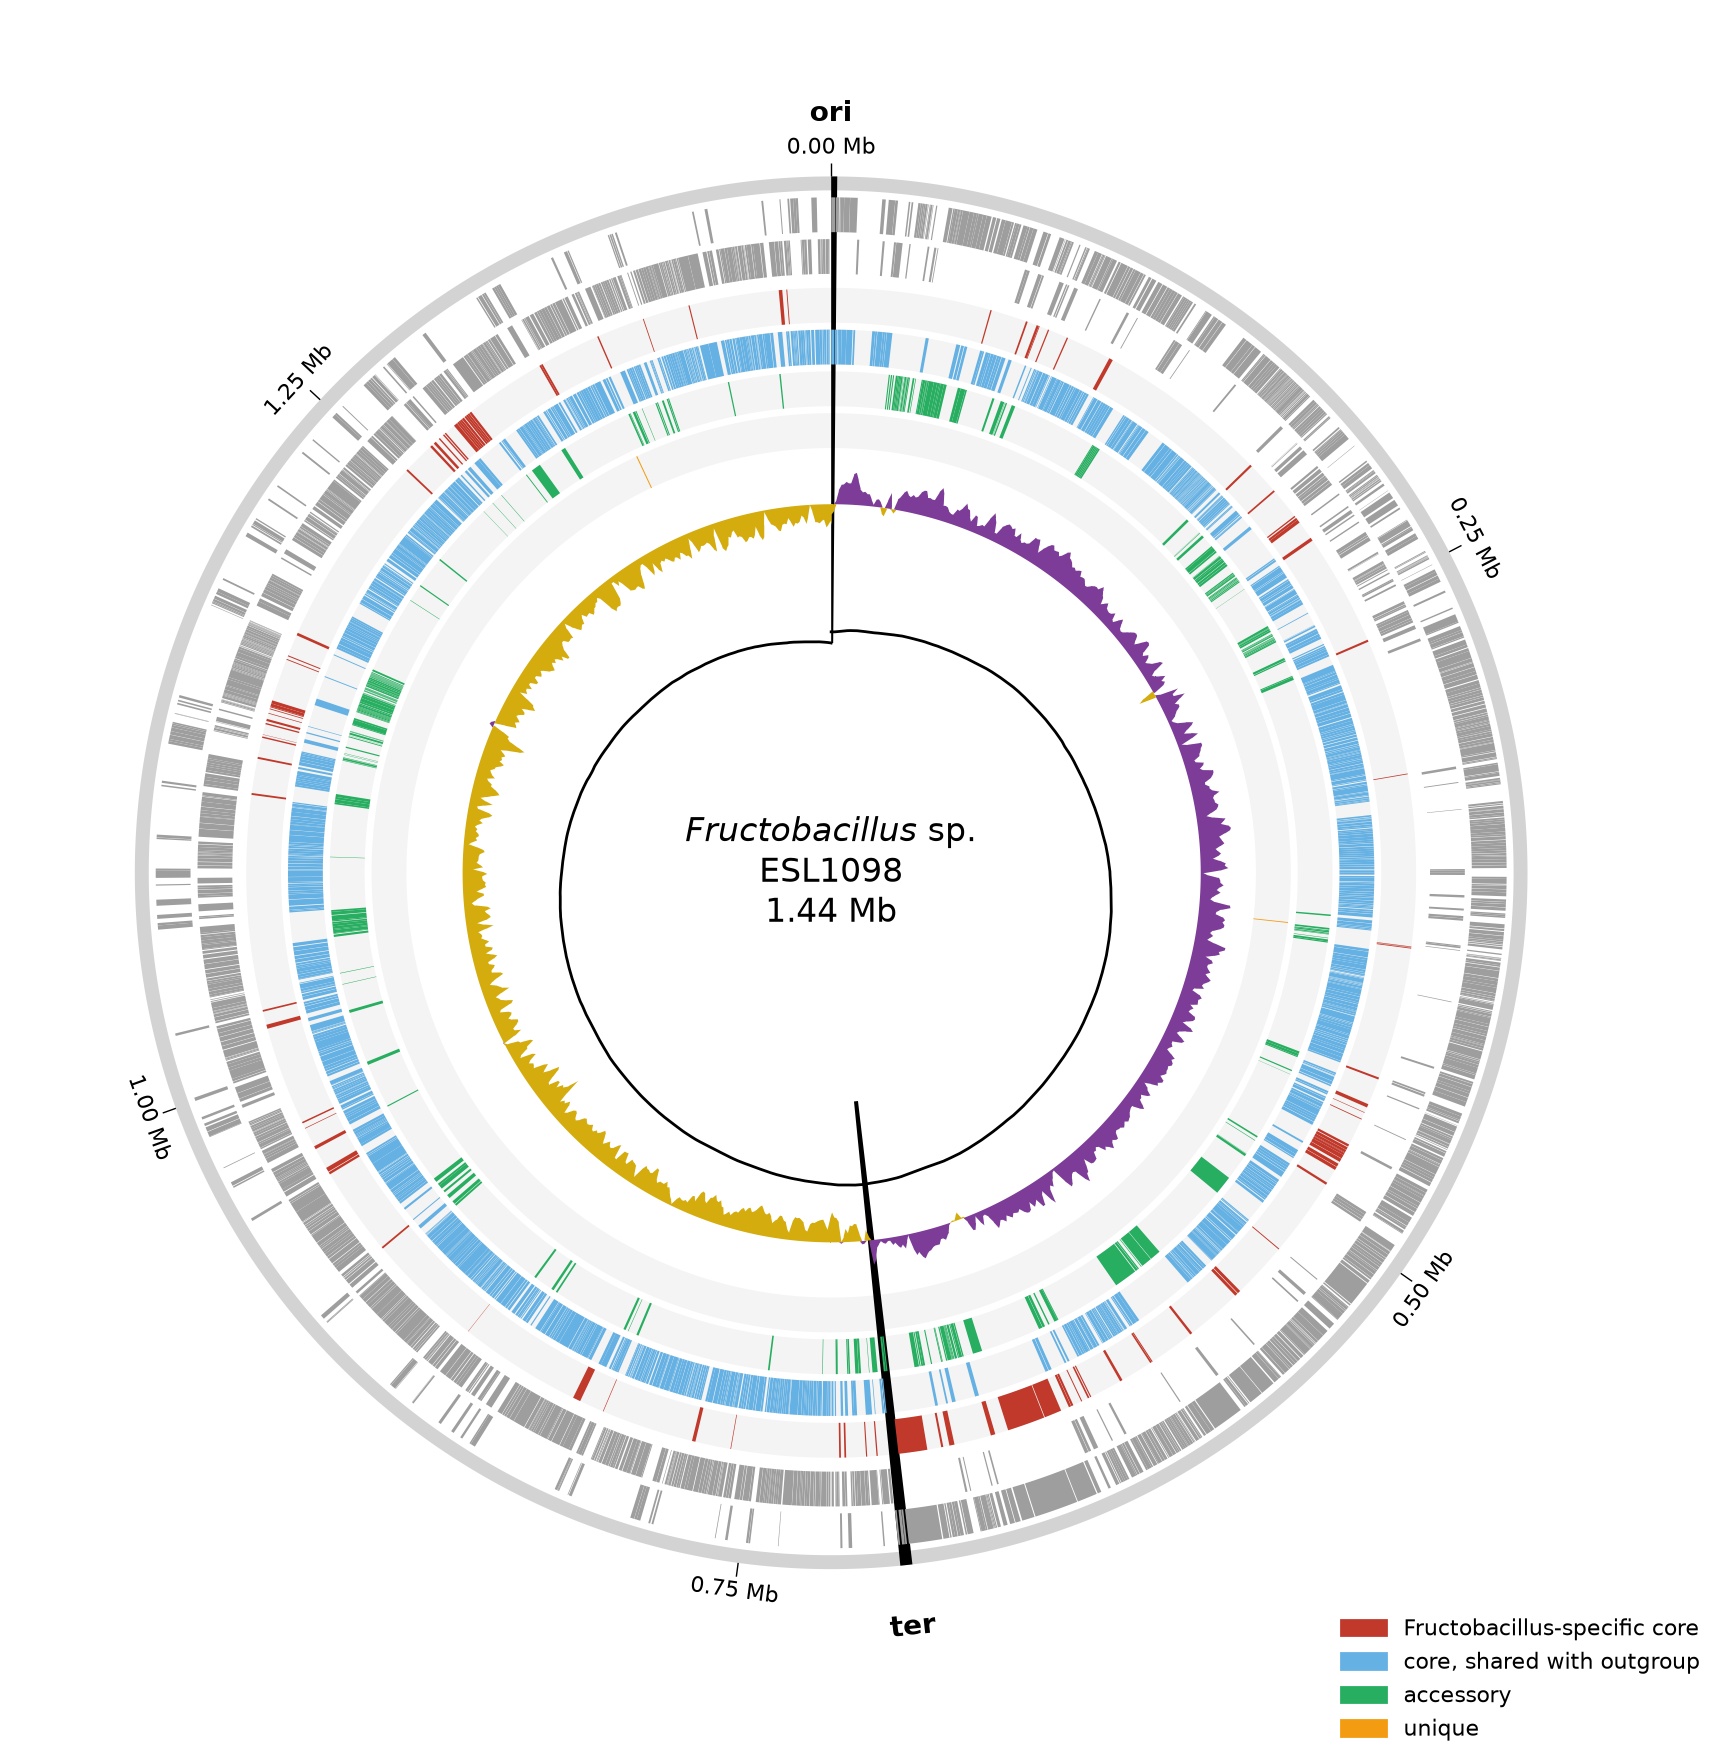 ori
0.00 Mb
1.25 Mb
0.25 Mb
Fructobacillus sp.
ESL1098
1.44 Mb
1.00 Mb
0.50 Mb
0.75 Mb
ter
Fructobacillus-specific core
core, shared with outgroup
accessory
unique